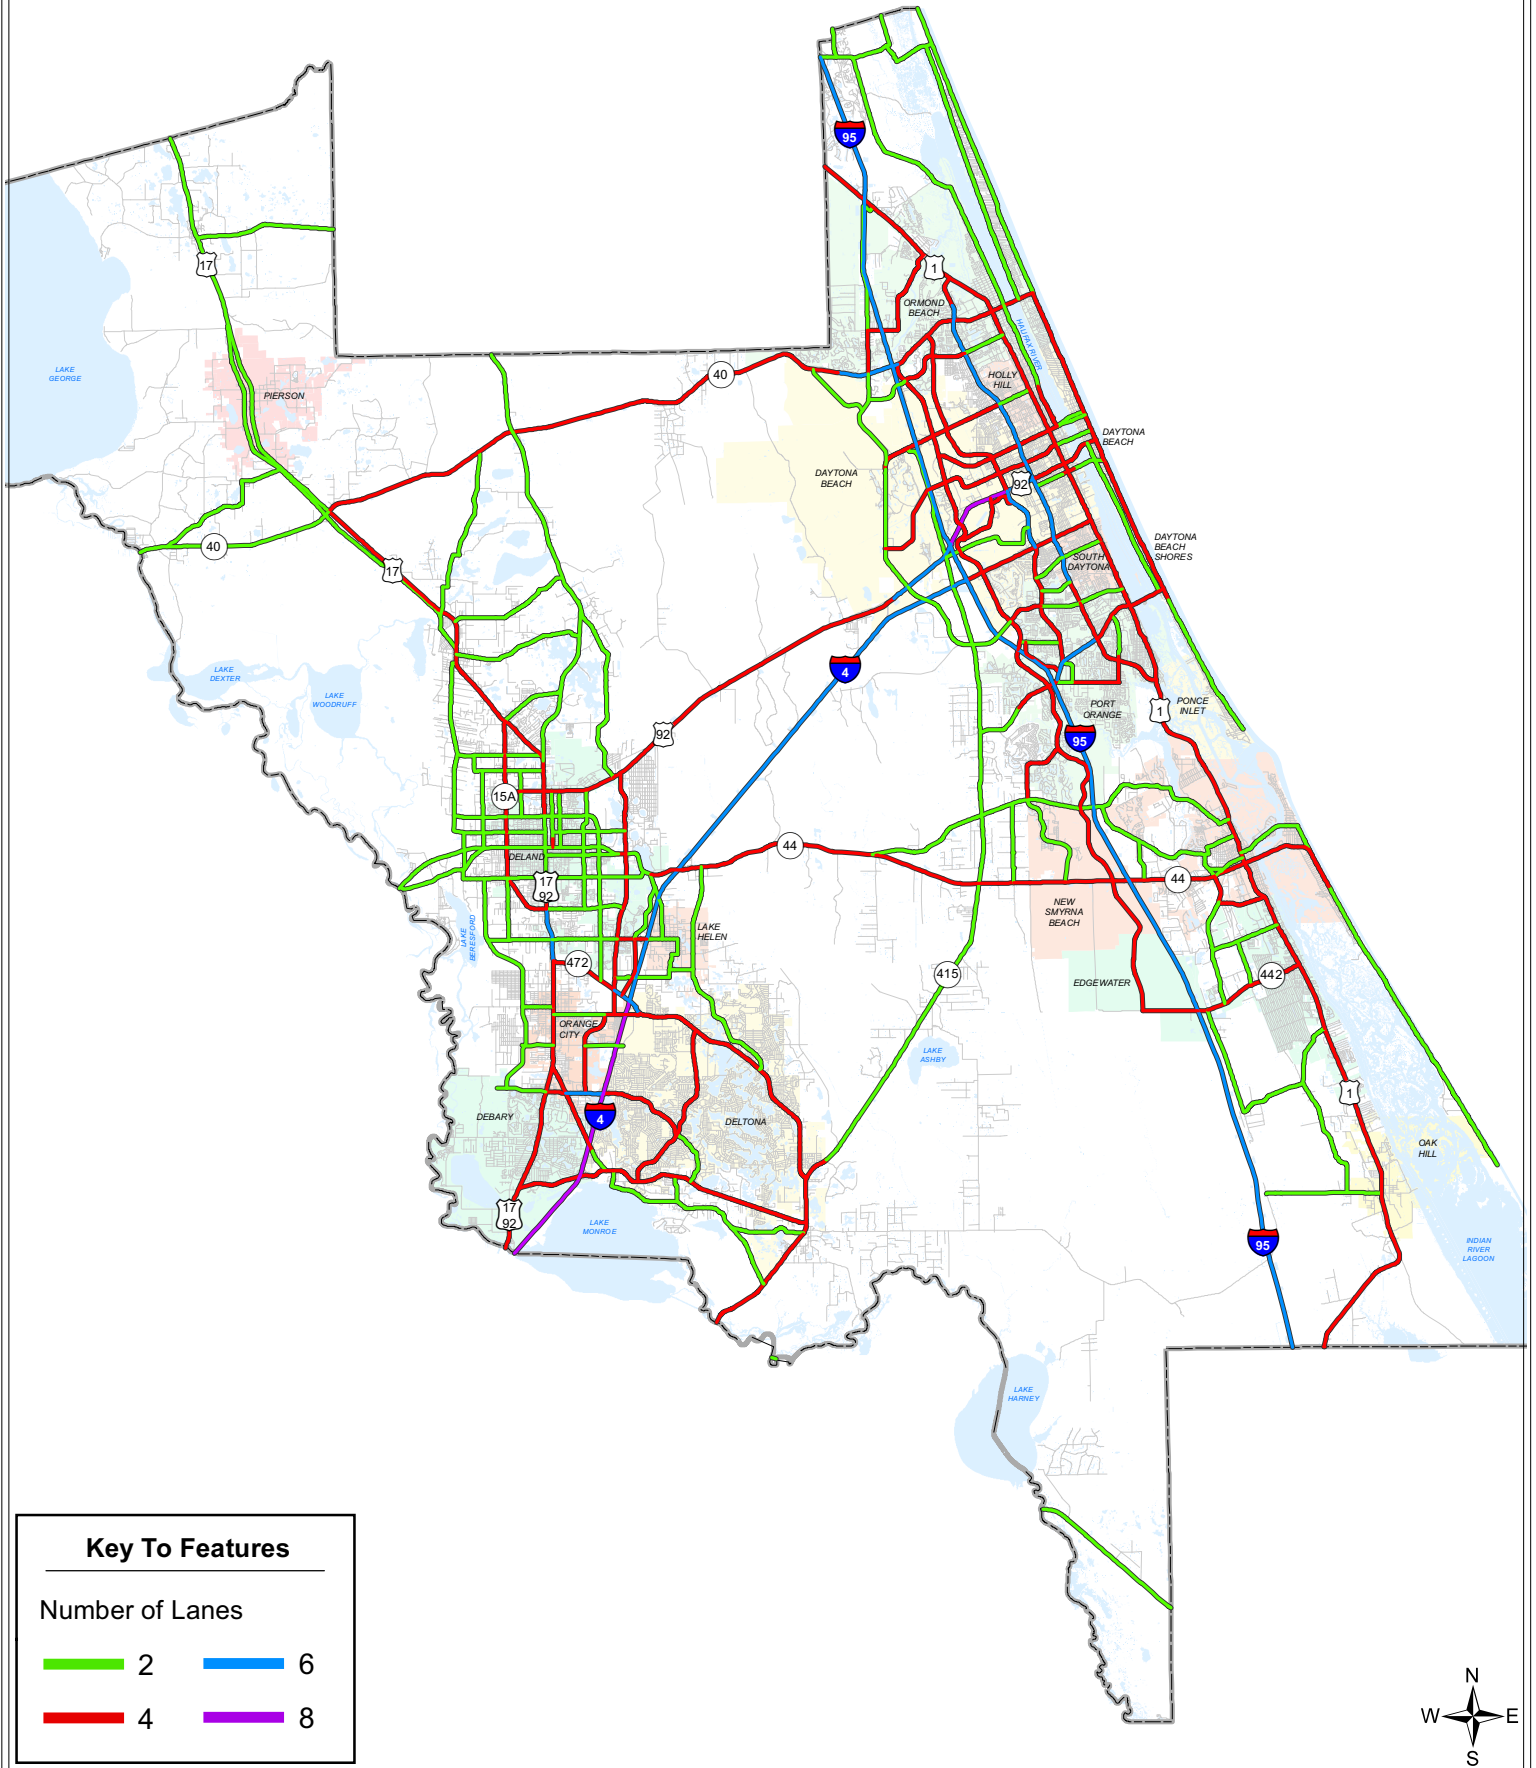 95
17
1
ORMOND
BEACH
HALIFAX RIVER
LAKE
GEORGE
PIERSON
40
HOLLY
HILL
DAYTONA
BEACH
DAYTONA
BEACH
92
40
17
SOUTH
DAYTONA
DAYTONA
BEACH
SHORES
LAKE
DEXTER
LAKE
WOODRUFF
4
92
PORT
ORANGE
1
PONCE
INLET
95
15A
44
DELAND
17
92
44
NEW
SMYRNA
BEACH
LAKE
BERESFORD
LAKE
HELEN
472
415
EDGEWATER
442
ORANGE
CITY
LAKE
ASHBY
1
DEBARY
4
DELTONA
OAK
HILL
17
92
LAKE
MONROE
95
INDIAN
RIVER
LAGOON
LAKE
HARNEY
Key To Features
Number of Lanes
2
6
4
8
N
W
E
S